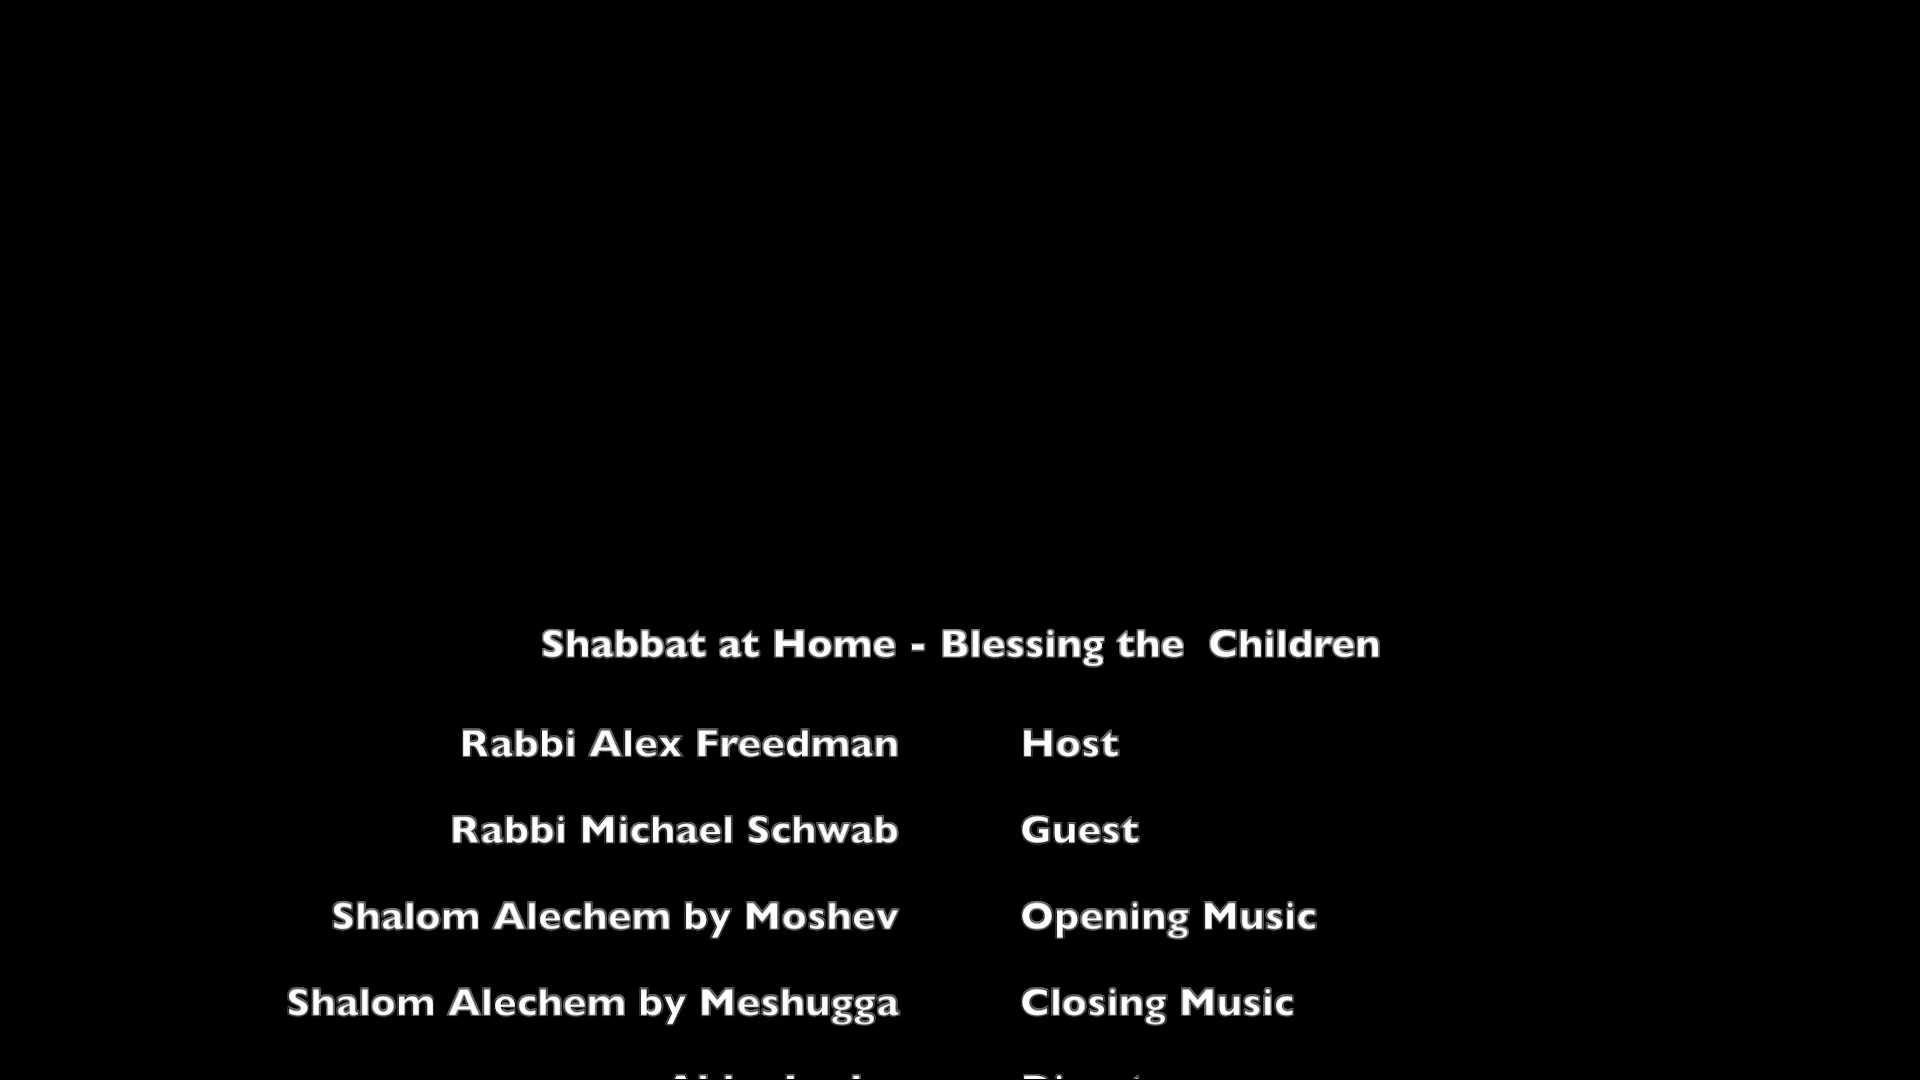 Shabbat at Home - Blessing the  Children
Rabbi Alex Freedman Host
Rabbi Michael Schwab Guest
Shalom Alechem by Moshev Opening Music
Shalom Alechem by Meshugga Closing Music